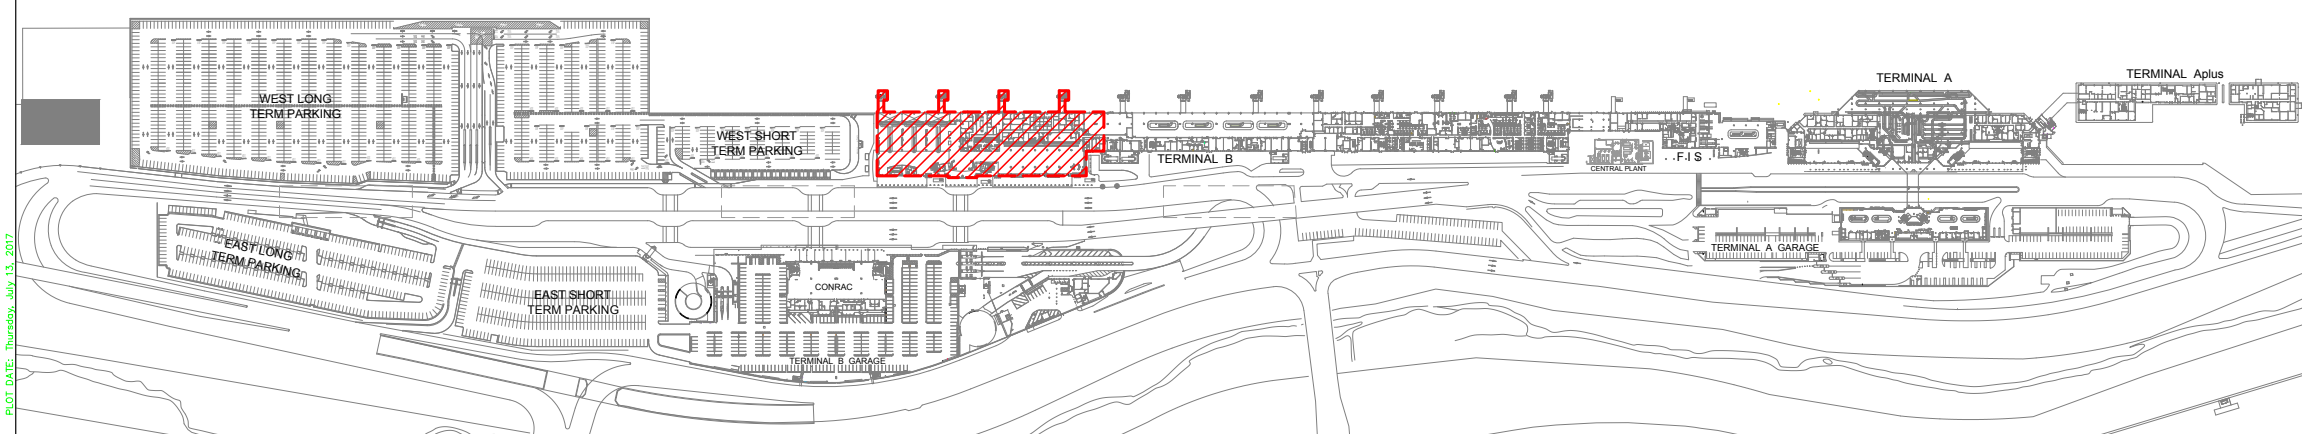 WEST LONG
TERM PARKING
WEST SHORT
TERM PARKING
TERMINAL B
CENTRAL PLANT
F I S
TERMINAL A
TERMINAL Aplus
EAST LONG
TERM PARKING
EAST SHORT
TERM PARKING
CONRAC
TERMINAL B GARAGE
TERMINAL A GARAGE
PLOT DATE: Thursday, July 13, 2017